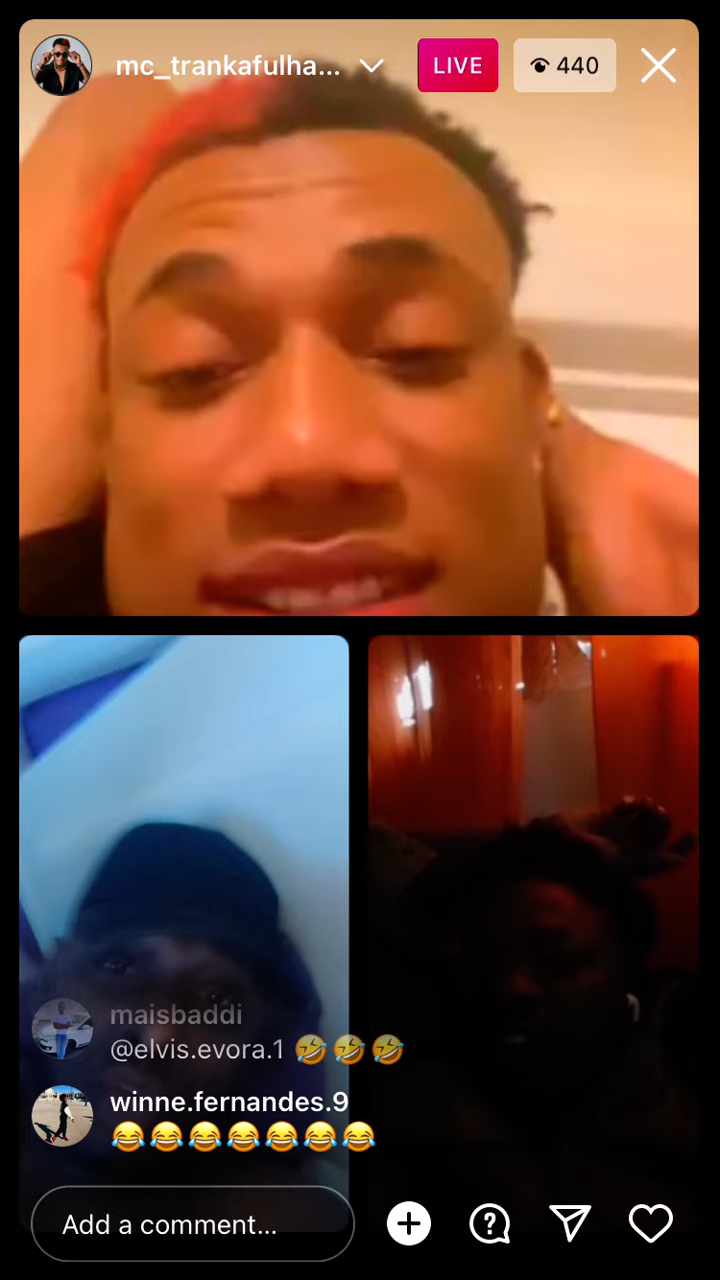 mc_trankafulha...
LIVE
440
maisbaddi
@elvis.evora.1 🤣🤣🤣
winne.fernandes.9
😂😂😂😂😂😂😂
Add a comment...